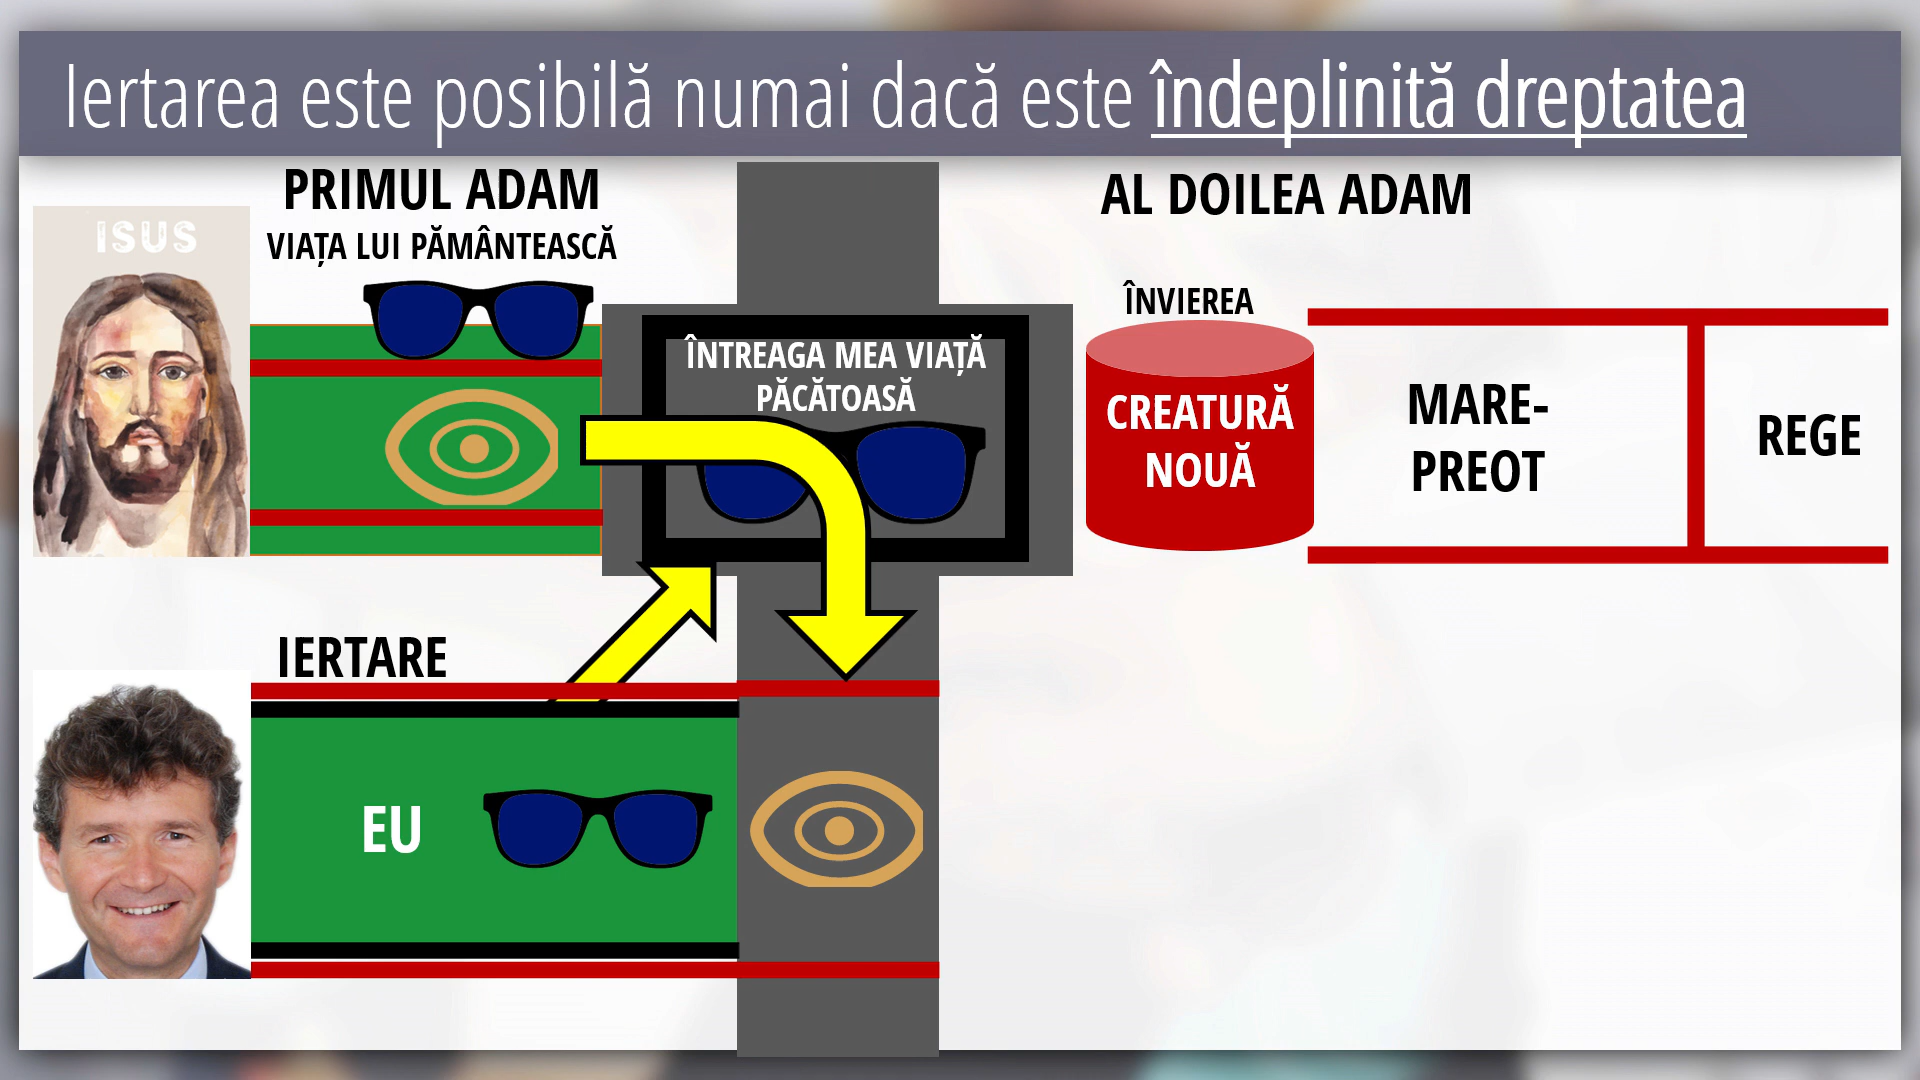 Iertarea este posibilă numai dacă este îndeplinită dreptatea
PRIMUL ADAM
VIAȚA LUI PĂMÂNTEASCĂ
AL DOILEA ADAM
ISUS
ÎNVIEREA
ÎNTREAGA MEA VIAȚĂ
PĂCĂTOASĂ
CREATURĂ
NOUĂ
MARE-
PREOT
REGE
IERTARE
EU